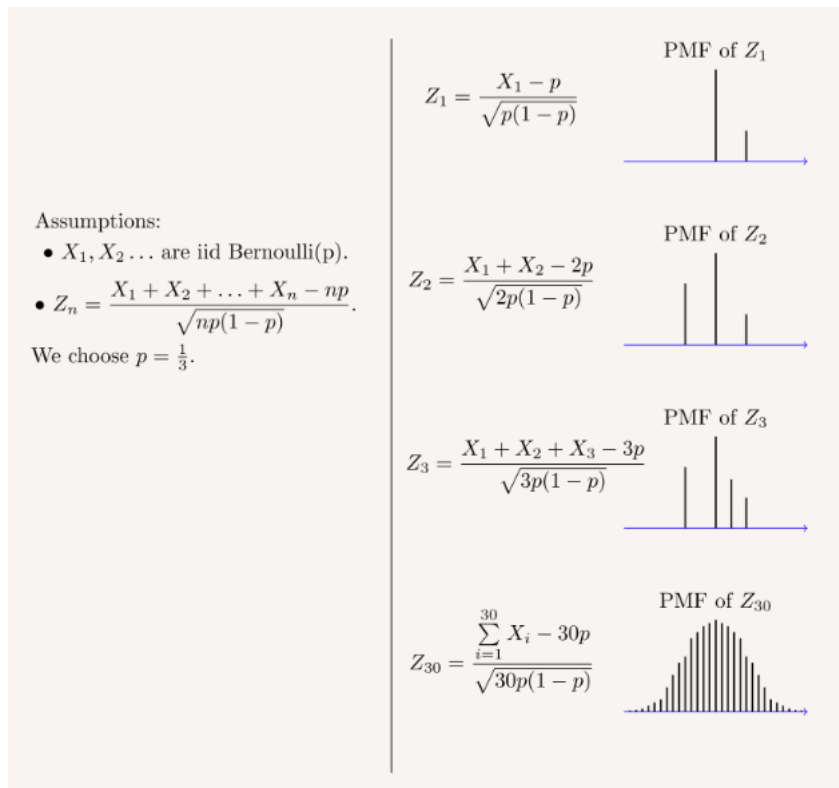 Assumptions:
• X₁, X₂ … are iid Bernoulli(p).
• Zₙ = (X₁ + X₂ + … + Xₙ − np) / √(np(1 − p)).
We choose p = 1/3.
PMF of Z₁
Z₁ = (X₁ − p) / √(p(1 − p))
PMF of Z₂
Z₂ = (X₁ + X₂ − 2p) / √(2p(1 − p))
PMF of Z₃
Z₃ = (X₁ + X₂ + X₃ − 3p) / √(3p(1 − p))
PMF of Z₃₀
Z₃₀ = (∑_{i=1}^{30} Xᵢ − 30p) / √(30p(1 − p))